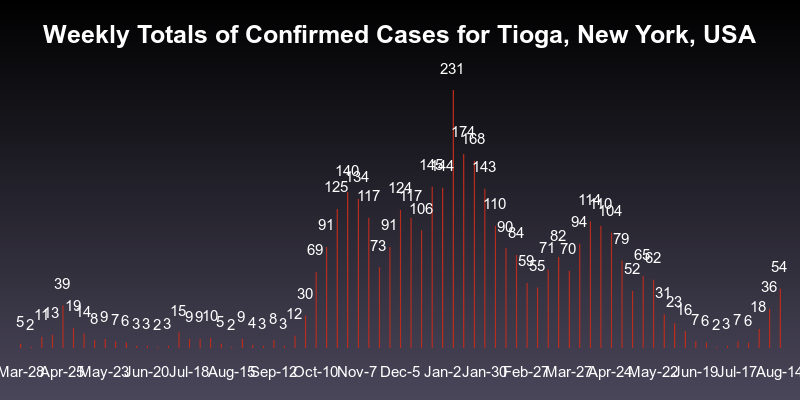 Weekly Totals of Confirmed Cases for Tioga, New York, USA
5 2 11 13 39 19 14 8 9 7 6 3 3 2 3 15 9 9 10 5 2 9 4 3 8 3 12 30 69 91 125 140 134 117 73 91 124 117 106 145 144 231 174 168 143 110 90 84 59 55 71 82 70 94 114 110 104 79 52 65 62 31 23 16 7 6 2 3 7 6 18 36 54
Mar-28 Apr-25 May-23 Jun-20 Jul-18 Aug-15 Sep-12 Oct-10 Nov-7 Dec-5 Jan-2 Jan-30 Feb-27 Mar-27 Apr-24 May-22 Jun-19 Jul-17 Aug-14